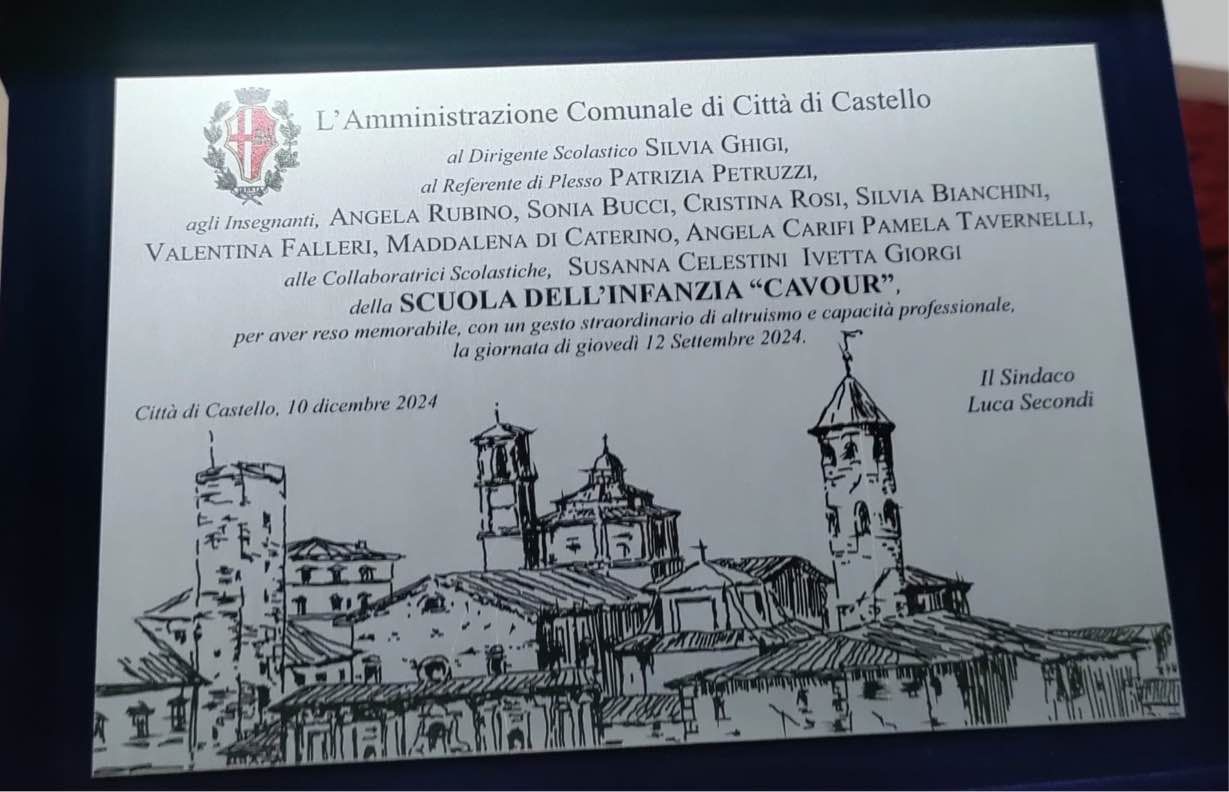 L'Amministrazione Comunale di Città di Castello
al Dirigente Scolastico SILVIA GHIGI,
al Referente di Plesso PATRIZIA PETRUZZI,
agli Insegnanti, ANGELA RUBINO, SONIA BUCCI, CRISTINA ROSI, SILVIA BIANCHINI,
VALENTINA FALLERI, MADDALENA DI CATERINO, ANGELA CARIFI PAMELA TAVERNELLI,
alle Collaboratrici Scolastiche, SUSANNA CELESTINI IVETTA GIORGI
della SCUOLA DELL'INFANZIA "CAVOUR",
per aver reso memorabile, con un gesto straordinario di altruismo e capacità professionale,
la giornata di giovedì 12 Settembre 2024.
Città di Castello, 10 dicembre 2024
Il Sindaco
Luca Secondi